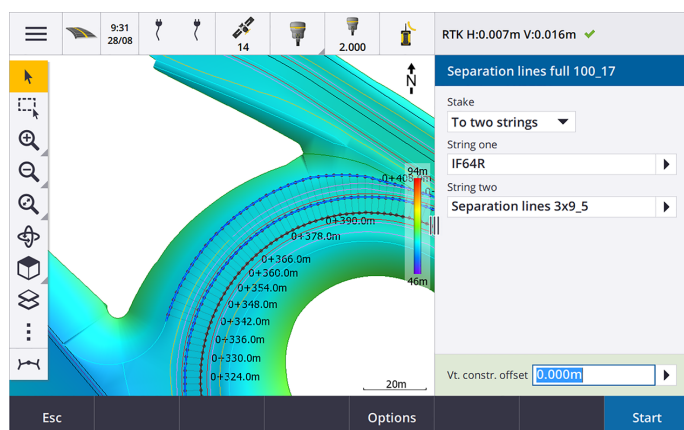 9:31
28/08
14
2.000
RTK H:0.007m V:0.016m
Separation lines full 100_17
Stake
To two strings
String one
IF64R
String two
Separation lines 3x9_5
N
94m
46m
0+390.0m
0+378.0m
0+366.0m
0+360.0m
0+354.0m
0+348.0m
0+342.0m
0+336.0m
0+330.0m
0+324.0m
20m
Vt. constr. offset
0.000m
Esc
Options
Start